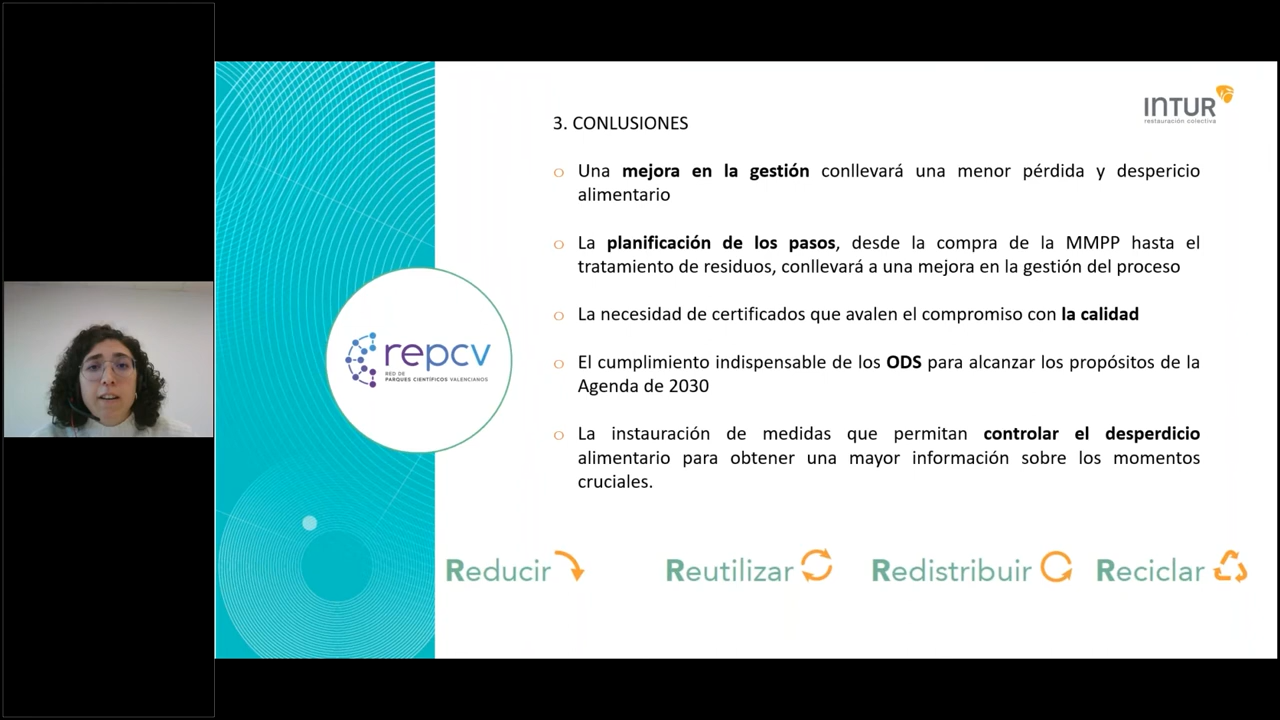 INTUR
restauración colectiva
3. CONLUSIONES
o Una mejora en la gestión conllevará una menor pérdida y despericio
alimentario
o La planificación de los pasos, desde la compra de la MMPP hasta el
tratamiento de residuos, conllevará a una mejora en la gestión del proceso
o La necesidad de certificados que avalen el compromiso con la calidad
o El cumplimiento indispensable de los ODS para alcanzar los propósitos de la
Agenda de 2030
o La instauración de medidas que permitan controlar el desperdicio
alimentario para obtener una mayor información sobre los momentos
cruciales.
repcv
RED DE
PARQUES CIENTÍFICOS VALENCIANOS
Reducir Reutilizar Redistribuir Reciclar